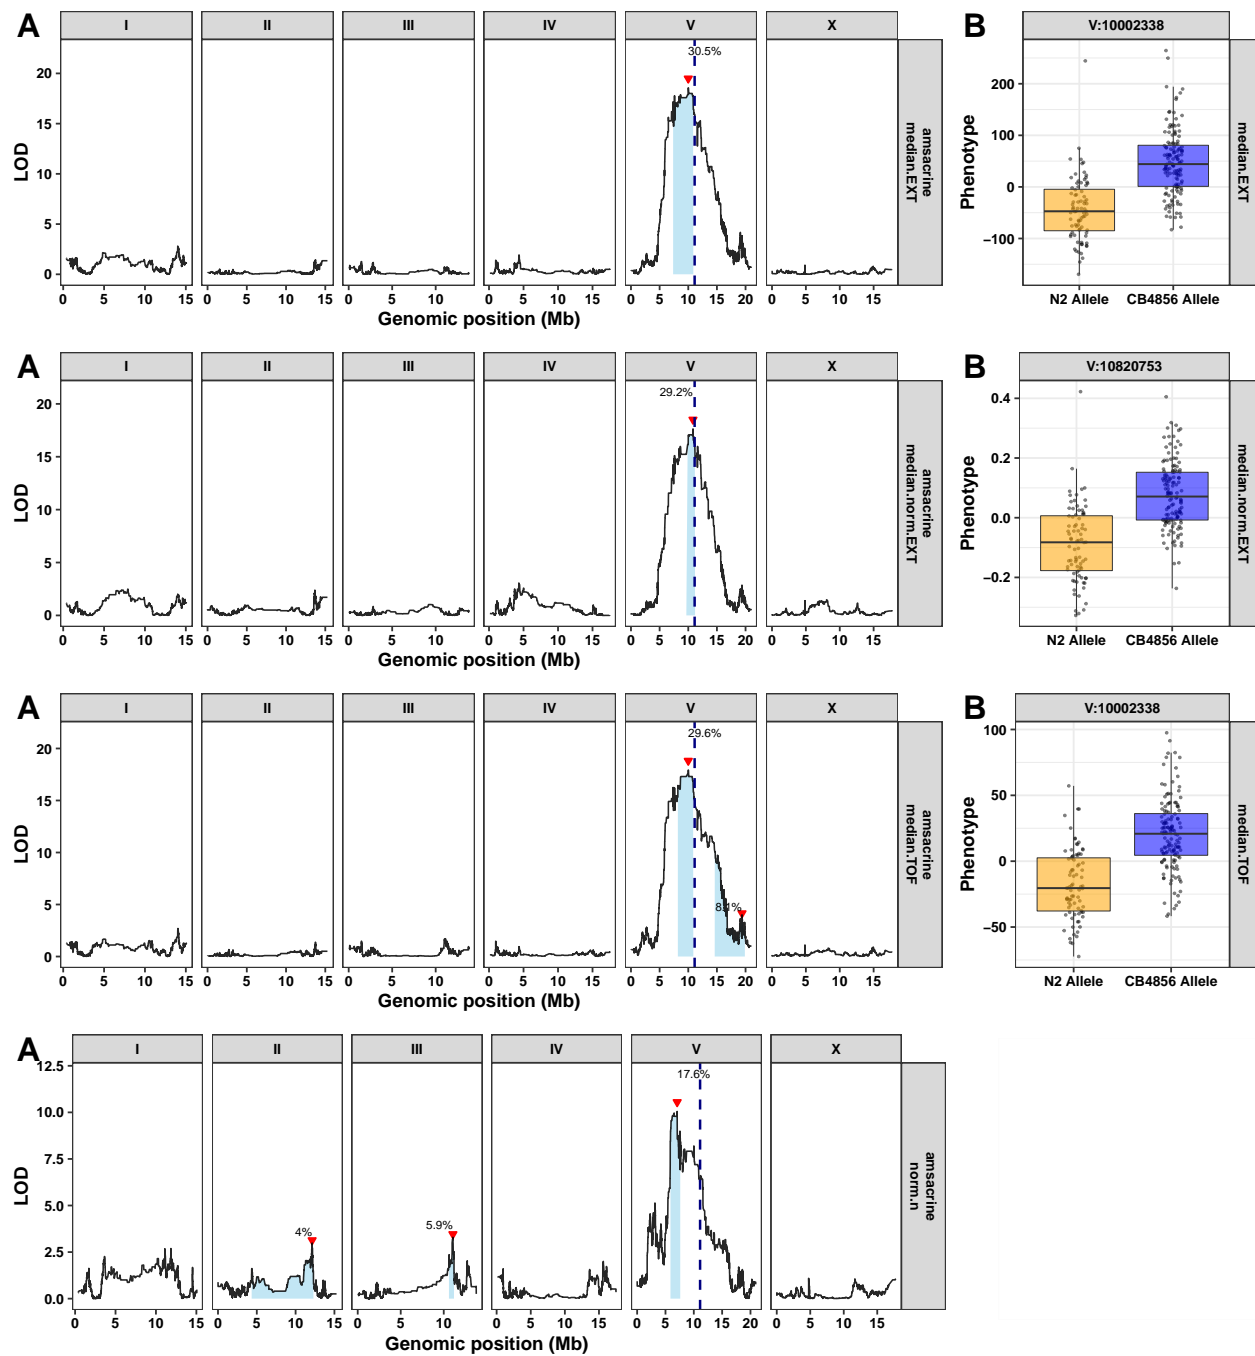 A
I II III IV V X
30.5%
LOD
20
15
10
5
0
amsacrine
median.EXT
0 5 10 15 0 5 10 15 0 5 10 0 5 10 15 0 5 10 15 20 0 5 10 15
Genomic position (Mb)
B
V:10002338
Phenotype
200
100
0
−100
median.EXT
N2 Allele CB4856 Allele
A
I II III IV V X
29.2%
LOD
20
15
10
5
0
amsacrine
median.norm.EXT
0 5 10 15 0 5 10 15 0 5 10 0 5 10 15 0 5 10 15 20 0 5 10 15
Genomic position (Mb)
B
V:10820753
Phenotype
0.4
0.2
0.0
−0.2
median.norm.EXT
N2 Allele CB4856 Allele
A
I II III IV V X
29.6%
8.1%
LOD
20
15
10
5
0
amsacrine
median.TOF
0 5 10 15 0 5 10 15 0 5 10 0 5 10 15 0 5 10 15 20 0 5 10 15
Genomic position (Mb)
B
V:10002338
Phenotype
100
50
0
−50
median.TOF
N2 Allele CB4856 Allele
A
I II III IV V X
17.6%
4%
5.9%
LOD
12.5
10.0
7.5
5.0
2.5
0.0
amsacrine
norm.n
0 5 10 15 0 5 10 15 0 5 10 0 5 10 15 0 5 10 15 20 0 5 10 15
Genomic position (Mb)